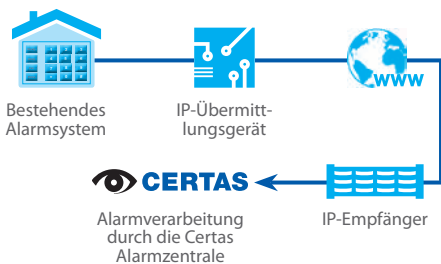 www
Bestehendes
Alarmsystem
IP-Übermitt-
lungsgerät
CERTAS
Alarmverarbeitung
durch die Certas
Alarmzentrale
IP-Empfänger